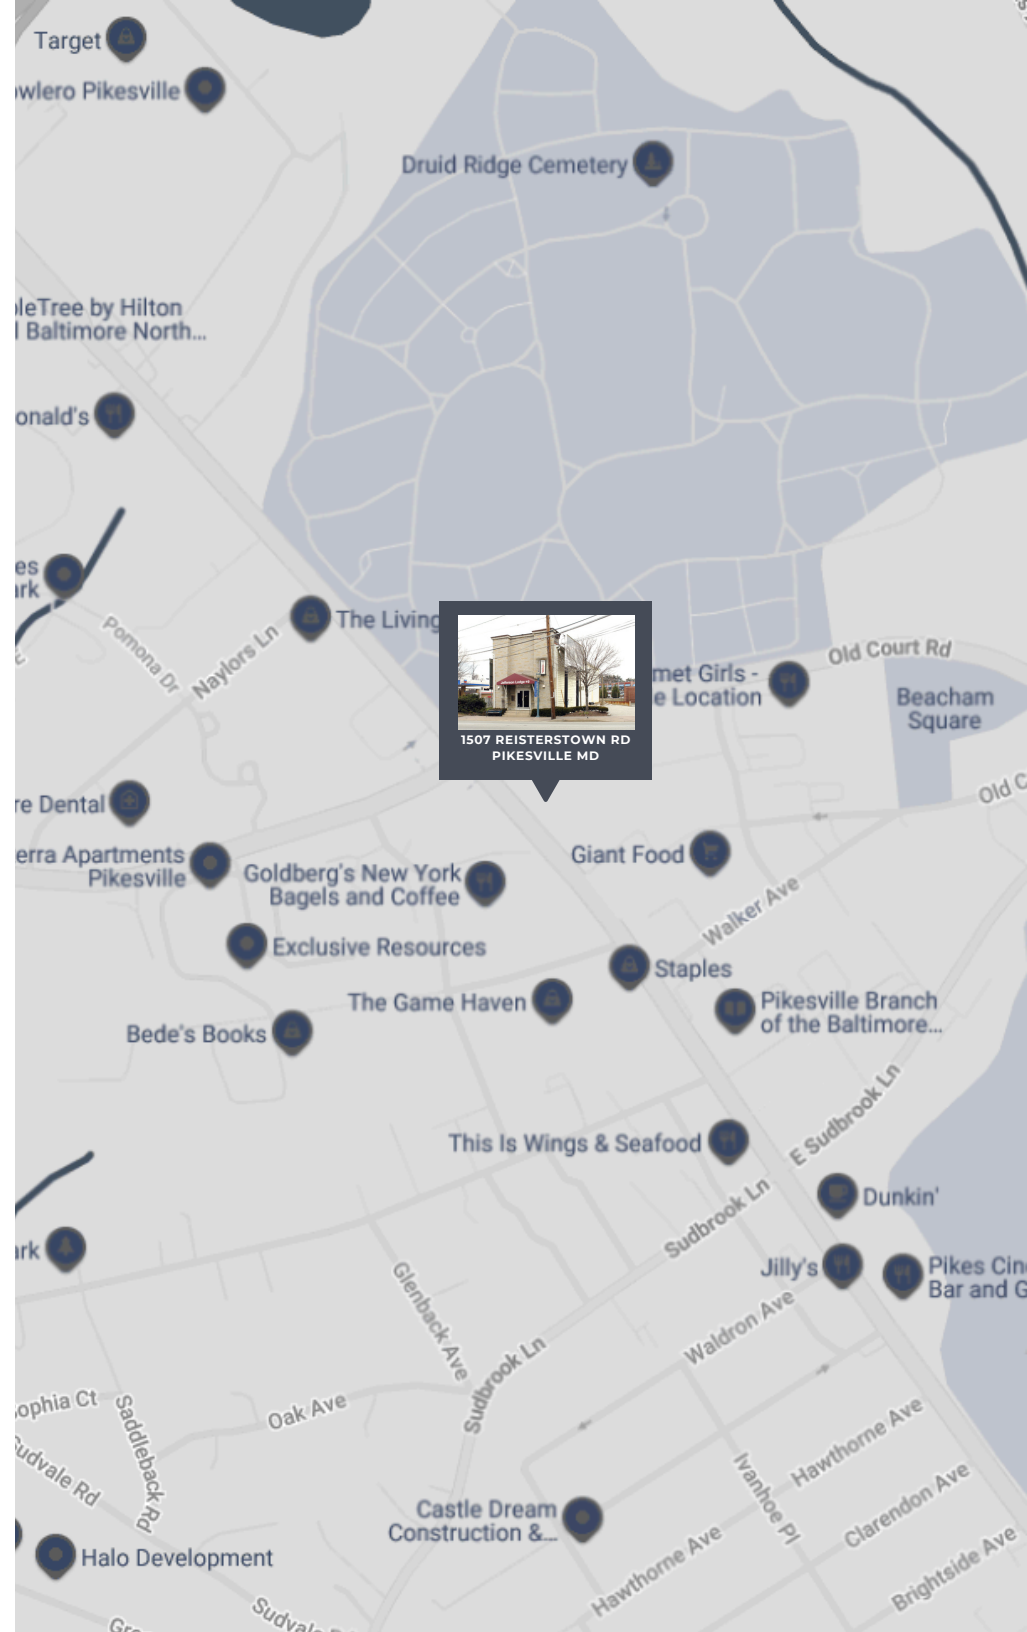 Target
owlero Pikesville
Druid Ridge Cemetery
leTree by Hilton
l Baltimore North...
onald's
es
ark
Pomona Dr
Naylors Ln
The Living
met Girls -
e Location
Old Court Rd
Beacham
Square
1507 REISTERSTOWN RD
PIKESVILLE MD
Old C
re Dental
erra Apartments
Pikesville
Goldberg's New York
Bagels and Coffee
Giant Food
Walker Ave
Exclusive Resources
Staples
The Game Haven
Pikesville Branch
of the Baltimore...
Bede's Books
E Sudbrook Ln
This Is Wings & Seafood
Sudbrook Ln
Dunkin'
ark
Jilly's
Pikes Cin
Bar and G
Glenback Ave
Waldron Ave
Sudbrook Ln
ophia Ct
Saddleback Rd
Oak Ave
Hawthorne Ave
udvale Rd
Ivanhoe Pl
Clarendon Ave
Castle Dream
Construction &...
Halo Development
Hawthorne Ave
Brightside Ave
Sudvale
Gr